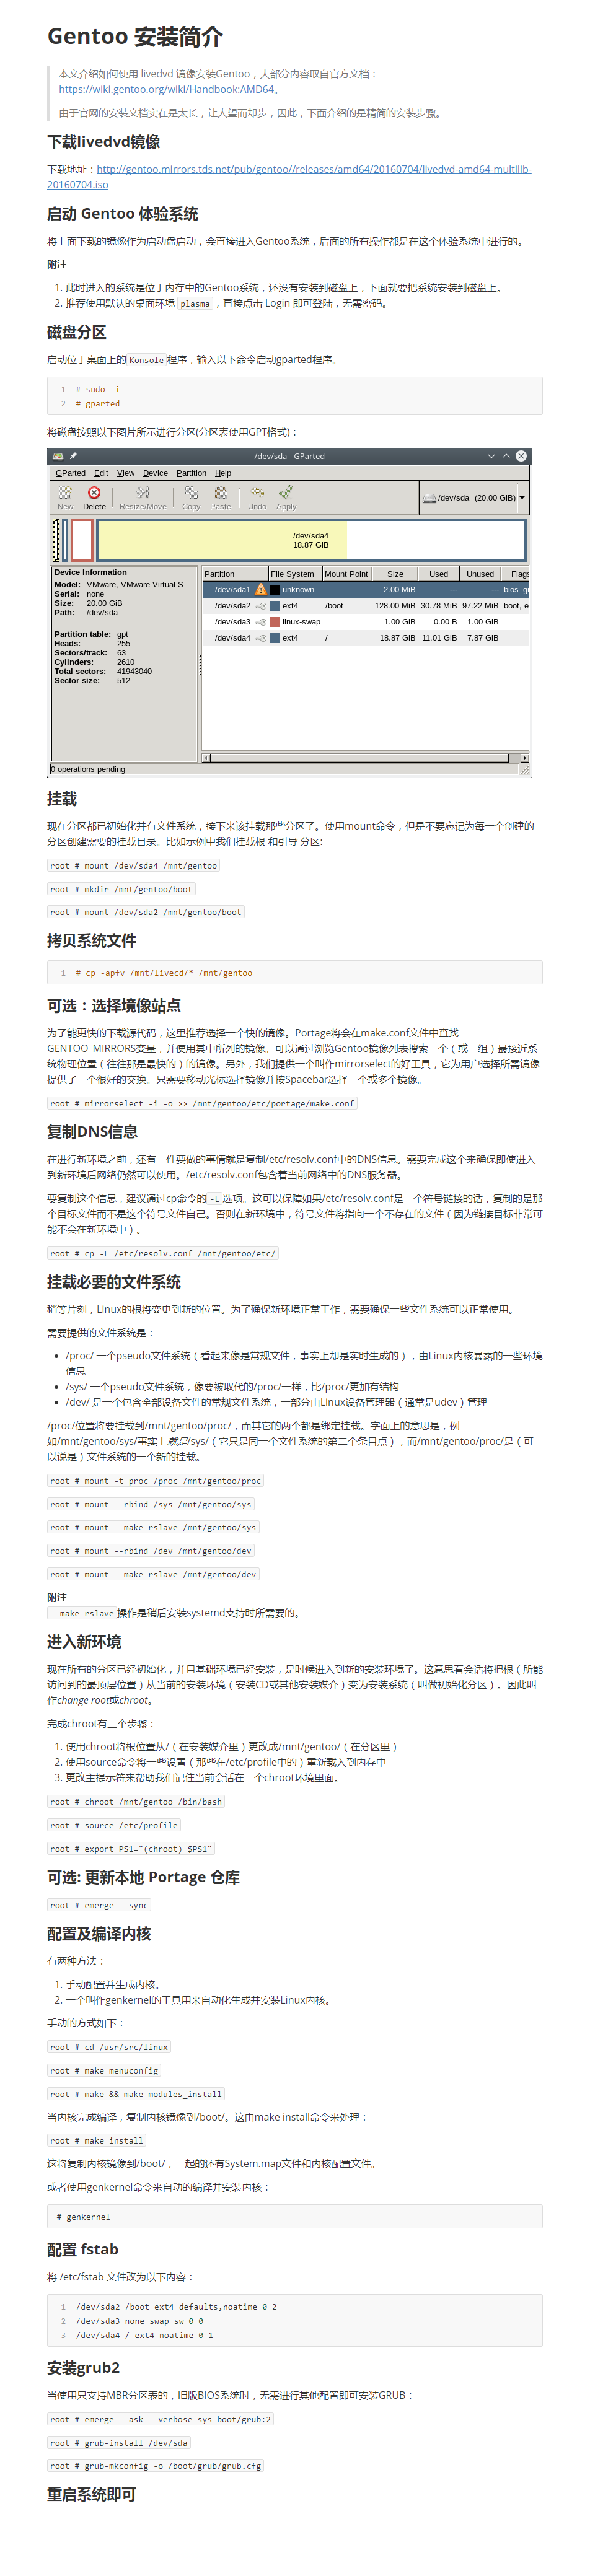 Gentoo 安装简介
本文介绍如何使用 livedvd 镜像安装Gentoo，大部分内容取自官方文档：
https://wiki.gentoo.org/wiki/Handbook:AMD64。
由于官网的安装文档实在是太长，让人望而却步，因此，下面介绍的是精简的安装步骤。
下载livedvd镜像
下载地址：http://gentoo.mirrors.tds.net/pub/gentoo//releases/amd64/20160704/livedvd-amd64-multilib-
20160704.iso
启动 Gentoo 体验系统
将上面下载的镜像作为启动盘启动，会直接进入Gentoo系统，后面的所有操作都是在这个体验系统中进行的。
附注
1. 此时进入的系统是位于内存中的Gentoo系统，还没有安装到磁盘上，下面就要把系统安装到磁盘上。
2. 推荐使用默认的桌面环境 plasma，直接点击 Login 即可登陆，无需密码。
磁盘分区
启动位于桌面上的 Konsole 程序，输入以下命令启动gparted程序。
1 # sudo -i
2 # gparted
将磁盘按照以下图片所示进行分区(分区表使用GPT格式)：
/dev/sda - GParted
GParted Edit View Device Partition Help
New Delete Resize/Move Copy Paste Undo Apply /dev/sda (20.00 GiB)
/dev/sda4
18.87 GiB
Device Information
Model: VMware, VMware Virtual S
Serial: none
Size: 20.00 GiB
Path: /dev/sda
Partition table: gpt
Heads: 255
Sectors/track: 63
Cylinders: 2610
Total sectors: 41943040
Sector size: 512
Partition File System Mount Point Size Used Unused Flags
/dev/sda1 unknown 2.00 MiB --- --- bios_gr
/dev/sda2 ext4 /boot 128.00 MiB 30.78 MiB 97.22 MiB boot, e
/dev/sda3 linux-swap 1.00 GiB 0.00 B 1.00 GiB
/dev/sda4 ext4 / 18.87 GiB 11.01 GiB 7.87 GiB
0 operations pending
挂载
现在分区都已初始化并有文件系统，接下来该挂载那些分区了。使用mount命令，但是不要忘记为每一个创建的
分区创建需要的挂载目录。比如示例中我们挂载根 和引导 分区:
root # mount /dev/sda4 /mnt/gentoo
root # mkdir /mnt/gentoo/boot
root # mount /dev/sda2 /mnt/gentoo/boot
拷贝系统文件
1 # cp -apfv /mnt/livecd/* /mnt/gentoo
可选：选择境像站点
为了能更快的下载源代码，这里推荐选择一个快的镜像。Portage将会在make.conf文件中查找
GENTOO_MIRRORS变量，并使用其中所列的镜像。可以通过浏览Gentoo镜像列表搜索一个（或一组）最接近系
统物理位置（往往那是最快的）的镜像。另外，我们提供一个叫作mirrorselect的好工具，它为用户选择所需镜像
提供了一个很好的交换。只需要移动光标选择镜像并按Spacebar选择一个或多个镜像。
root # mirrorselect -i -o >> /mnt/gentoo/etc/portage/make.conf
复制DNS信息
在进行新环境之前，还有一件要做的事情就是复制/etc/resolv.conf中的DNS信息。需要完成这个来确保即使进入
到新环境后网络仍然可以使用。/etc/resolv.conf包含着当前网络中的DNS服务器。
要复制这个信息，建议通过cp命令的 -L 选项。这可以保障如果/etc/resolv.conf是一个符号链接的话，复制的是那
个目标文件而不是这个符号文件自己。否则在新环境中，符号文件将指向一个不存在的文件（因为链接目标非常可
能不会在新环境中）。
root # cp -L /etc/resolv.conf /mnt/gentoo/etc/
挂载必要的文件系统
稍等片刻，Linux的根将变更到新的位置。为了确保新环境正常工作，需要确保一些文件系统可以正常使用。
需要提供的文件系统是：
/proc/ 一个pseudo文件系统（看起来像是常规文件，事实上却是实时生成的），由Linux内核暴露的一些环境
信息
/sys/ 一个pseudo文件系统，像要被取代的/proc/一样，比/proc/更加有结构
/dev/ 是一个包含全部设备文件的常规文件系统，一部分由Linux设备管理器（通常是udev）管理
/proc/位置将要挂载到/mnt/gentoo/proc/，而其它的两个都是绑定挂载。字面上的意思是，例
如/mnt/gentoo/sys/事实上就是/sys/（它只是同一个文件系统的第二个条目点），而/mnt/gentoo/proc/是（可
以说是）文件系统的一个新的挂载。
root # mount -t proc /proc /mnt/gentoo/proc
root # mount --rbind /sys /mnt/gentoo/sys
root # mount --make-rslave /mnt/gentoo/sys
root # mount --rbind /dev /mnt/gentoo/dev
root # mount --make-rslave /mnt/gentoo/dev
附注
--make-rslave 操作是稍后安装systemd支持时所需要的。
进入新环境
现在所有的分区已经初始化，并且基础环境已经安装，是时候进入到新的安装环境了。这意思着会话将把根（所能
访问到的最顶层位置）从当前的安装环境（安装CD或其他安装媒介）变为安装系统（叫做初始化分区）。因此叫
作change root或chroot。
完成chroot有三个步骤：
1. 使用chroot将根位置从/（在安装媒介里）更改成/mnt/gentoo/（在分区里）
2. 使用source命令将一些设置（那些在/etc/profile中的）重新载入到内存中
3. 更改主提示符来帮助我们记住当前会话在一个chroot环境里面。
root # chroot /mnt/gentoo /bin/bash
root # source /etc/profile
root # export PS1="(chroot) $PS1"
可选: 更新本地 Portage 仓库
root # emerge --sync
配置及编译内核
有两种方法：
1. 手动配置并生成内核。
2. 一个叫作genkernel的工具用来自动化生成并安装Linux内核。
手动的方式如下：
root # cd /usr/src/linux
root # make menuconfig
root # make && make modules_install
当内核完成编译，复制内核镜像到/boot/。这由make install命令来处理：
root # make install
这将复制内核镜像到/boot/，一起的还有System.map文件和内核配置文件。
或者使用genkernel命令来自动的编译并安装内核：
# genkernel
配置 fstab
将 /etc/fstab 文件改为以下内容：
1 /dev/sda2 /boot ext4 defaults,noatime 0 2
2 /dev/sda3 none swap sw 0 0
3 /dev/sda4 / ext4 noatime 0 1
安装grub2
当使用只支持MBR分区表的，旧版BIOS系统时，无需进行其他配置即可安装GRUB：
root # emerge --ask --verbose sys-boot/grub:2
root # grub-install /dev/sda
root # grub-mkconfig -o /boot/grub/grub.cfg
重启系统即可